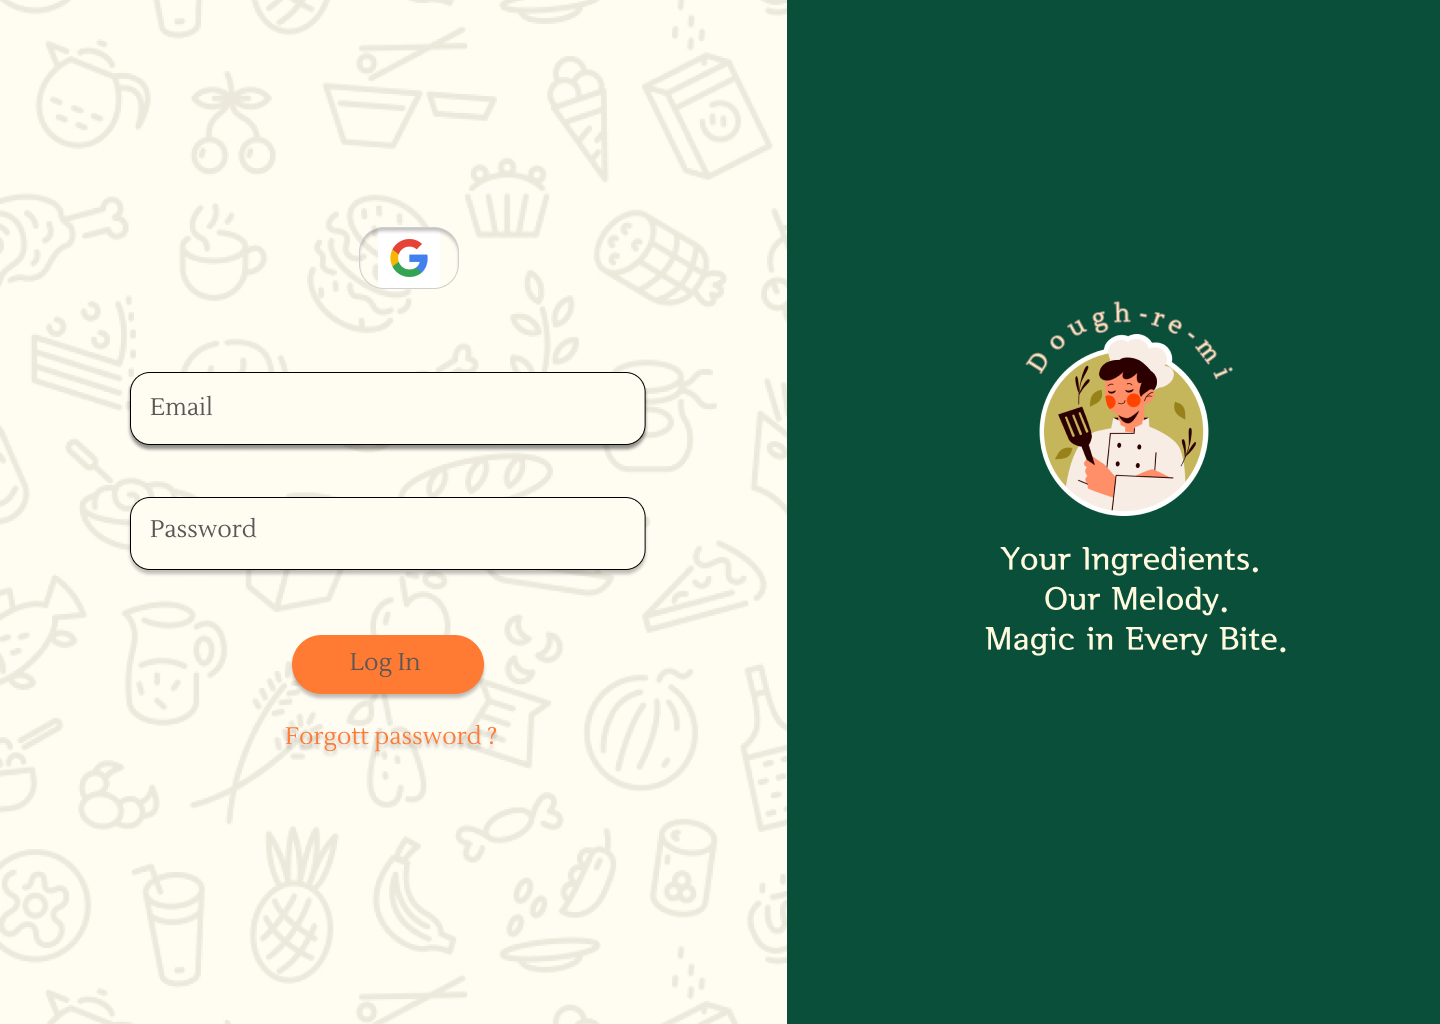 Email
Password
Log In
Forgott password ?
Dough-re-mi
Your Ingredients.
Our Melody.
Magic in Every Bite.